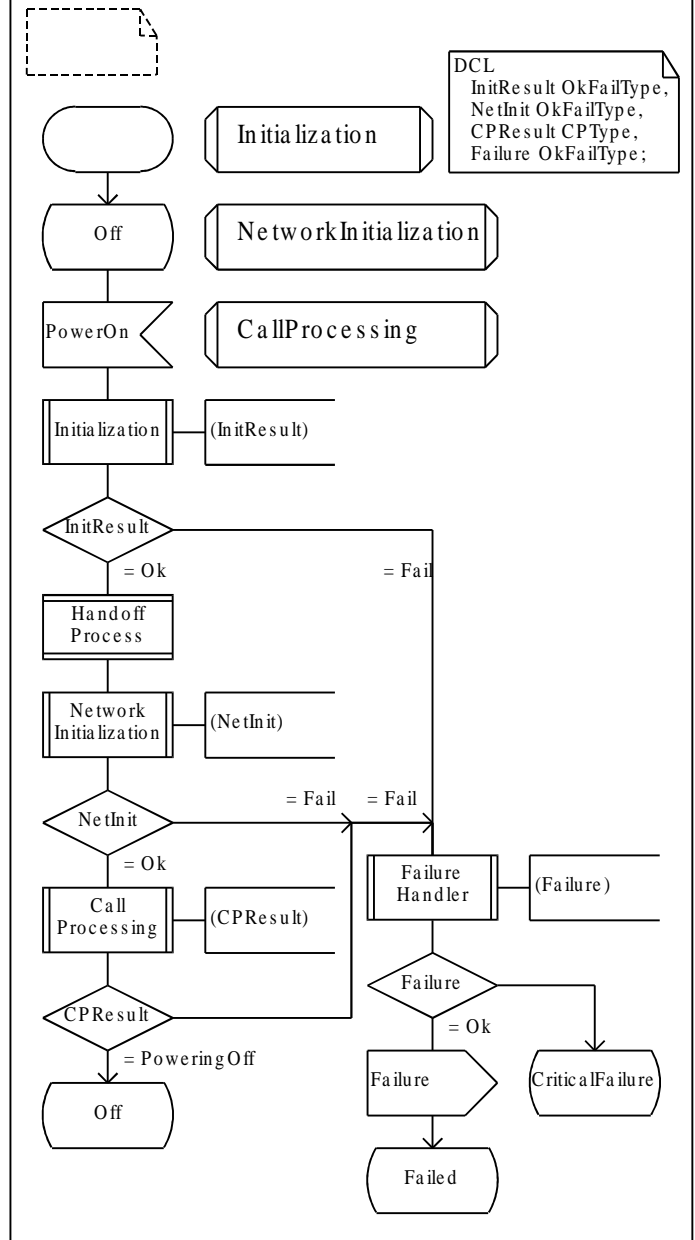 DCL
InitResult OkFailType,
NetInit OkFailType,
CPResult CPType,
Failure OkFailType;
Initialization
Off
NetworkInitialization
PowerOn
CallProcessing
Initialization
(InitResult)
InitResult
= Ok
= Fail
Handoff
Process
Network
Initialization
(NetInit)
NetInit
= Fail
= Fail
= Ok
Call
Processing
(CPResult)
Failure
Handler
(Failure)
CPResult
= PoweringOff
Off
Failure
= Ok
Failure
CriticalFailure
Failed